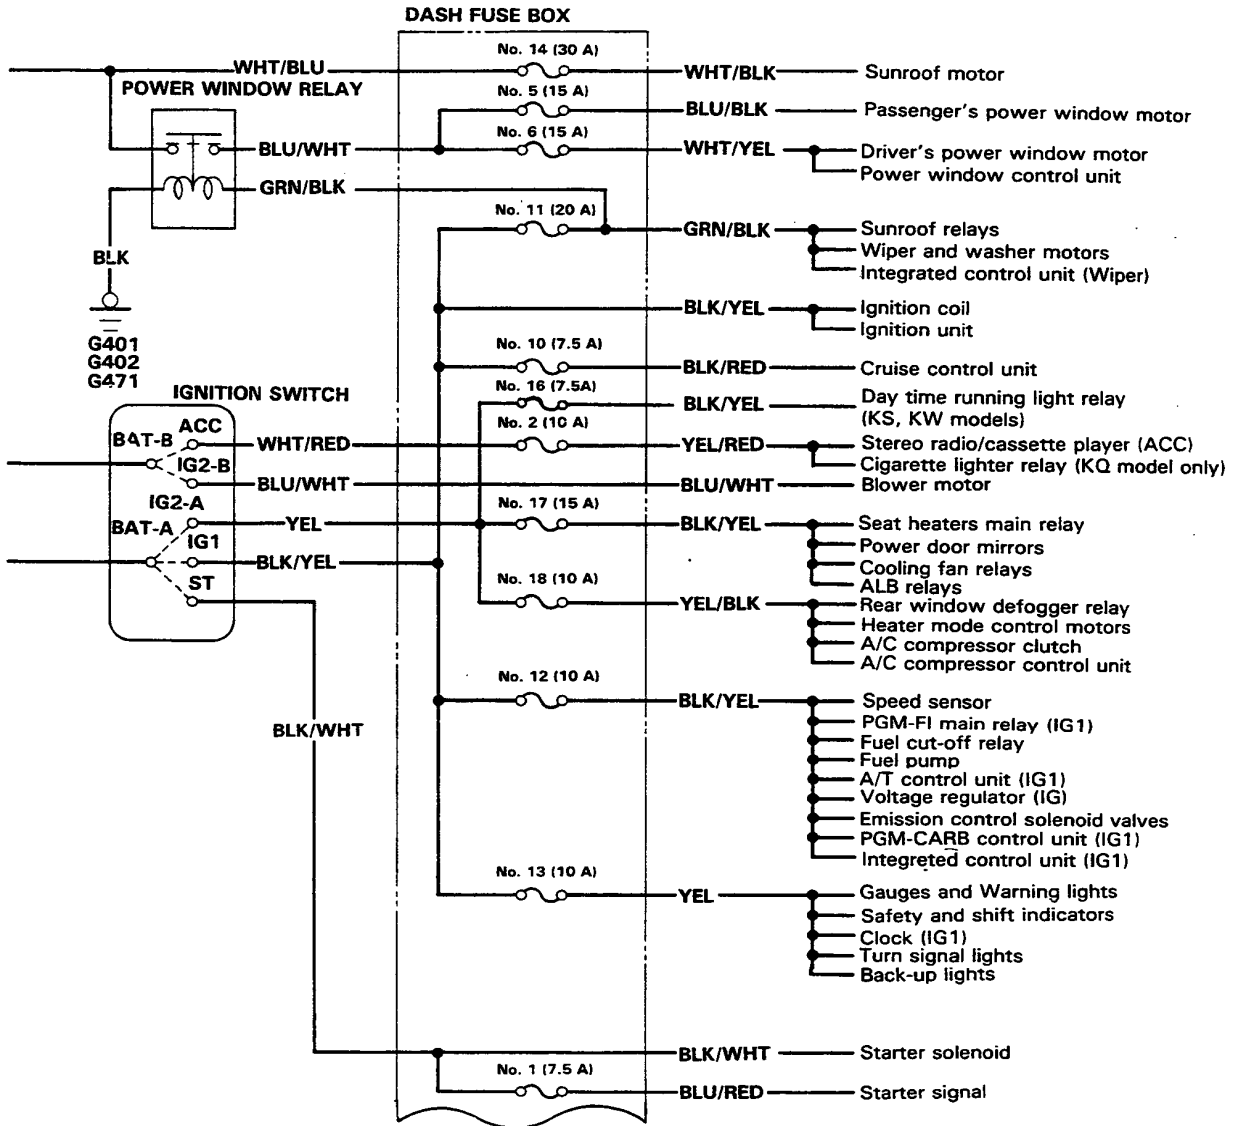 DASH FUSE BOX
No. 14 (30 A)
WHT/BLU
WHT/BLK
Sunroof motor
POWER WINDOW RELAY
No. 5 (15 A)
BLU/BLK
Passenger's power window motor
No. 6 (15 A)
BLU/WHT
WHT/YEL
Driver's power window motor
Power window control unit
GRN/BLK
No. 11 (20 A)
GRN/BLK
Sunroof relays
Wiper and washer motors
Integrated control unit (Wiper)
BLK
BLK/YEL
Ignition coil
Ignition unit
G401
G402
G471
No. 10 (7.5 A)
BLK/RED
Cruise control unit
IGNITION SWITCH
No. 16 (7.5A)
BLK/YEL
Day time running light relay
(KS, KW models)
ACC
BAT-B
WHT/RED
No. 2 (10 A)
YEL/RED
Stereo radio/cassette player (ACC)
Cigarette lighter relay (KQ model only)
IG2-B
BLU/WHT
BLU/WHT
Blower motor
IG2-A
BAT-A
YEL
No. 17 (15 A)
BLK/YEL
Seat heaters main relay
Power door mirrors
Cooling fan relays
ALB relays
IG1
BLK/YEL
ST
No. 18 (10 A)
YEL/BLK
Rear window defogger relay
Heater mode control motors
A/C compressor clutch
A/C compressor control unit
No. 12 (10 A)
BLK/YEL
Speed sensor
PGM-FI main relay (IG1)
Fuel cut-off relay
Fuel pump
A/T control unit (IG1)
Voltage regulator (IG)
Emission control solenoid valves
PGM-CARB control unit (IG1)
Integreted control unit (IG1)
BLK/WHT
No. 13 (10 A)
YEL
Gauges and Warning lights
Safety and shift indicators
Clock (IG1)
Turn signal lights
Back-up lights
BLK/WHT
Starter solenoid
No. 1 (7.5 A)
BLU/RED
Starter signal